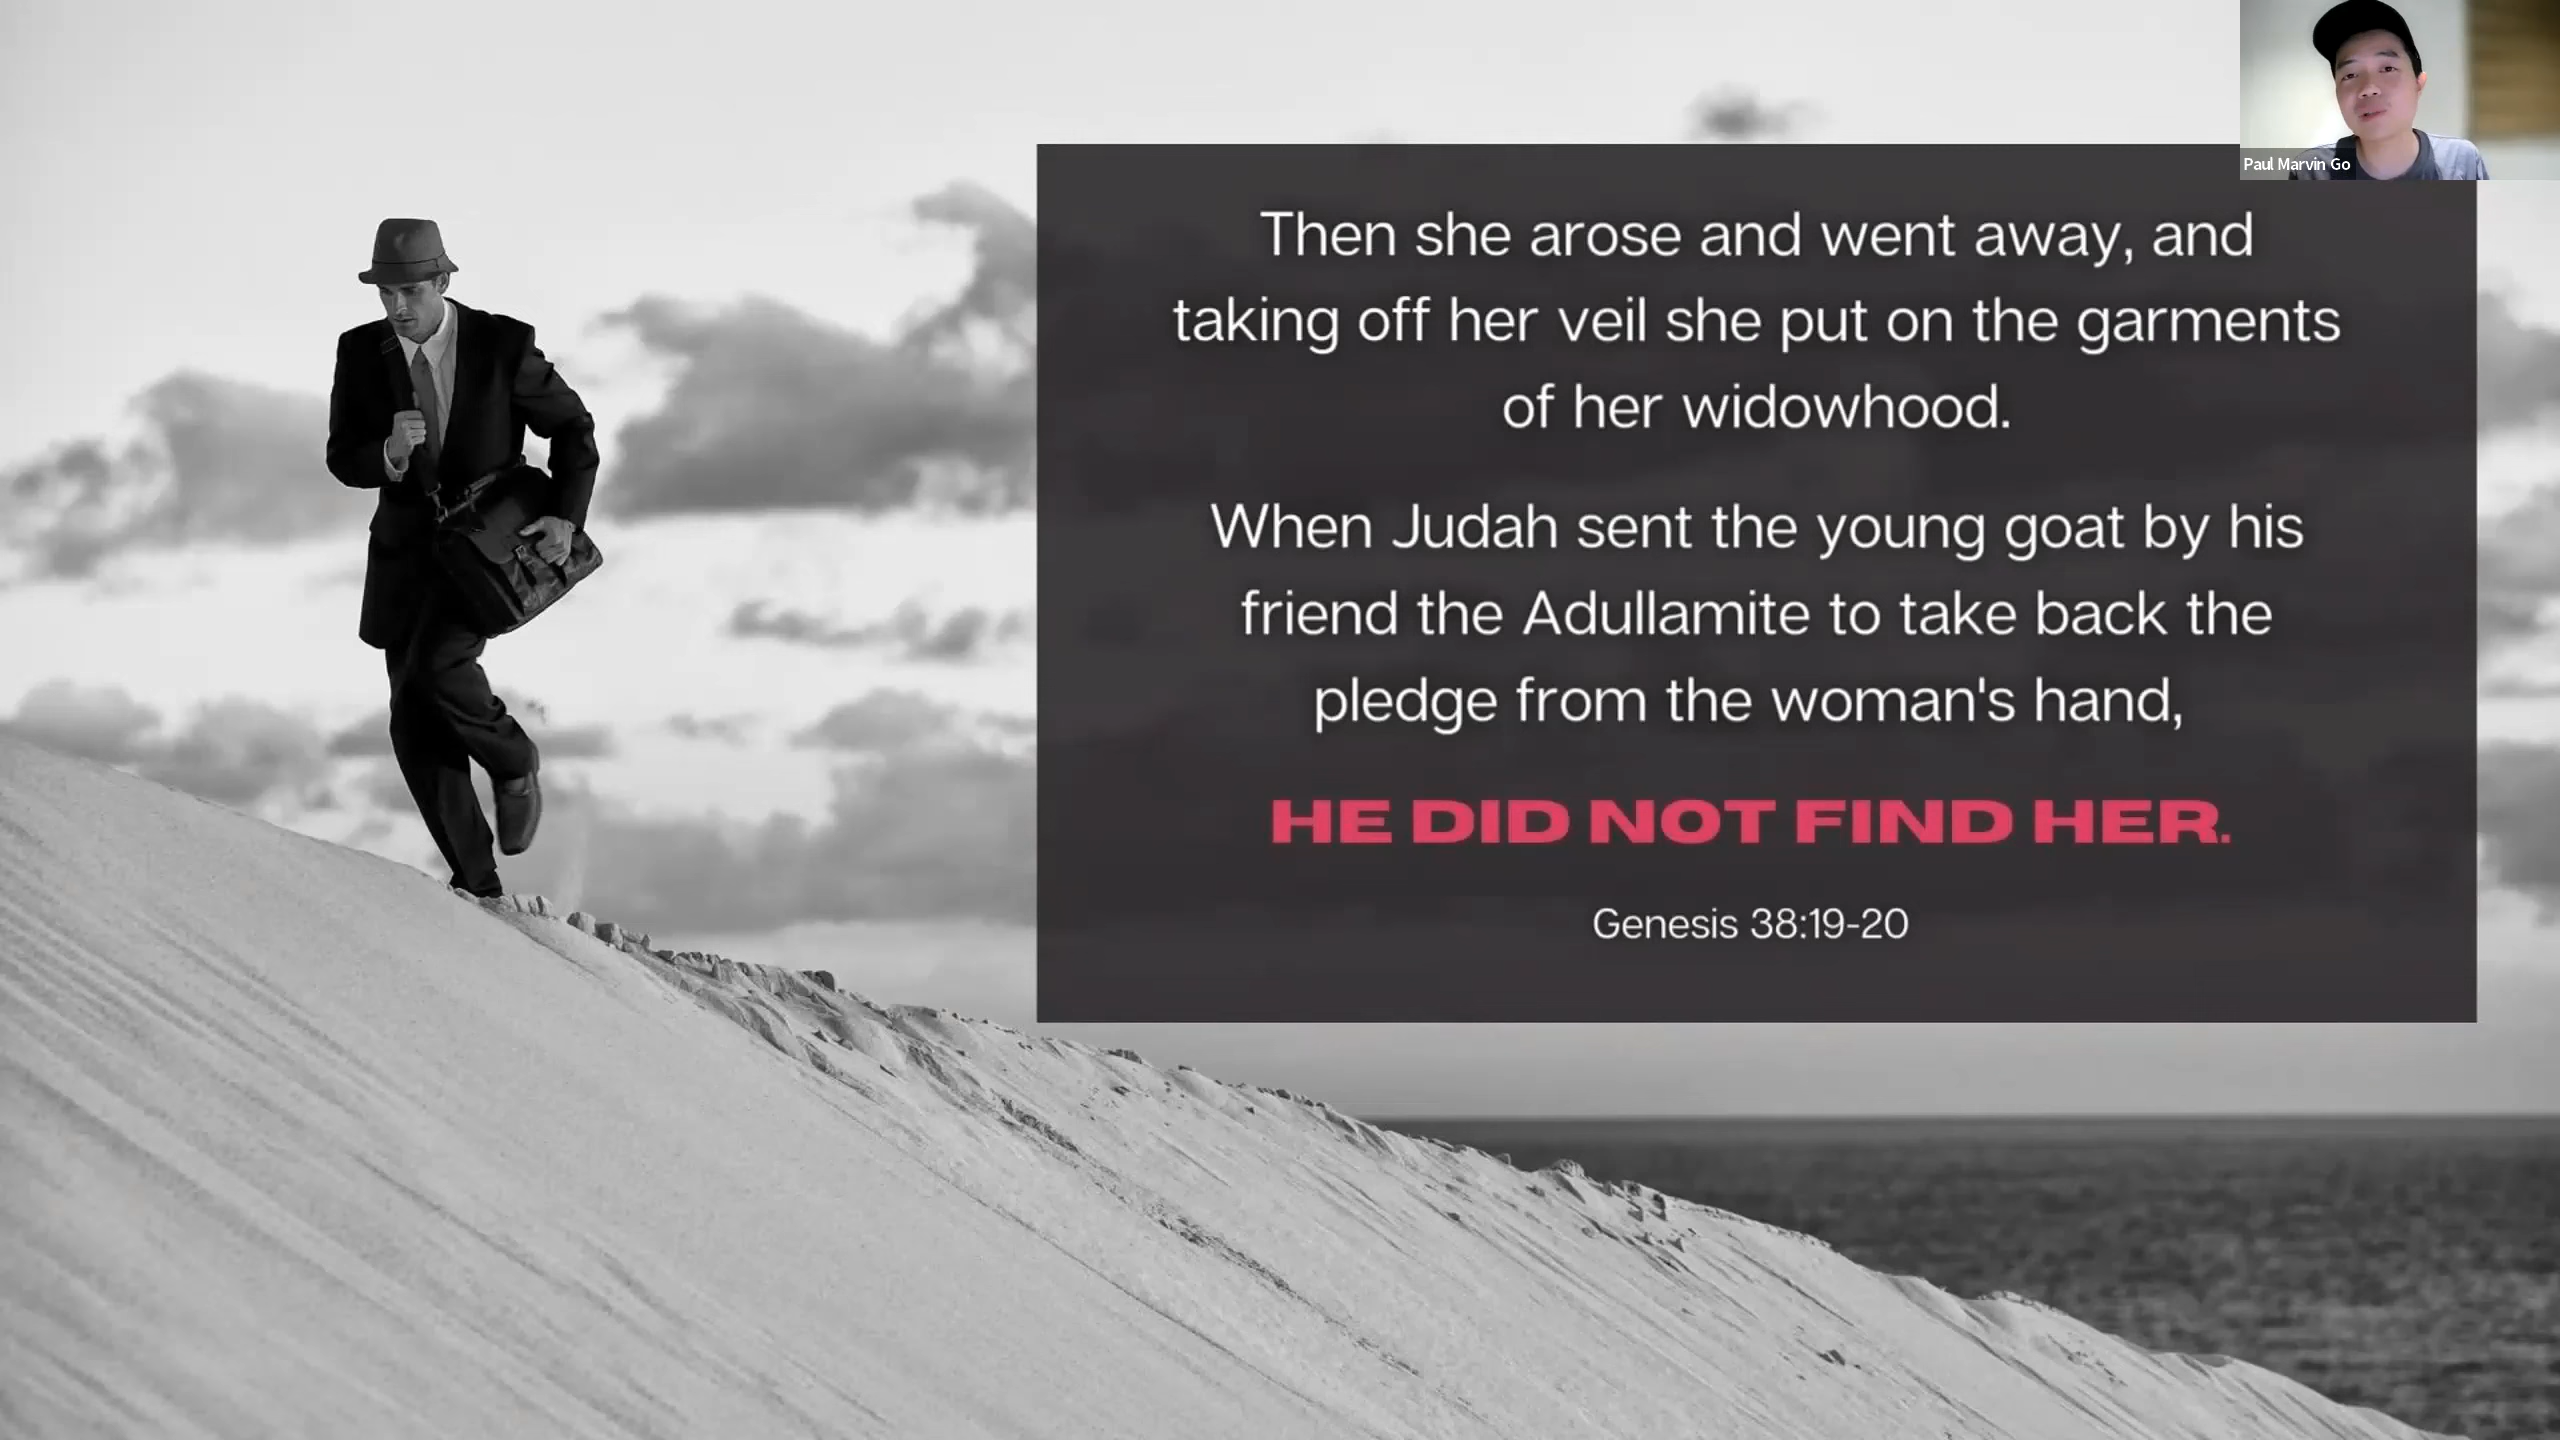 Paul Marvin Go
Then she arose and went away, and
taking off her veil she put on the garments
of her widowhood.
When Judah sent the young goat by his
friend the Adullamite to take back the
pledge from the woman's hand,
HE DID NOT FIND HER.
Genesis 38:19-20